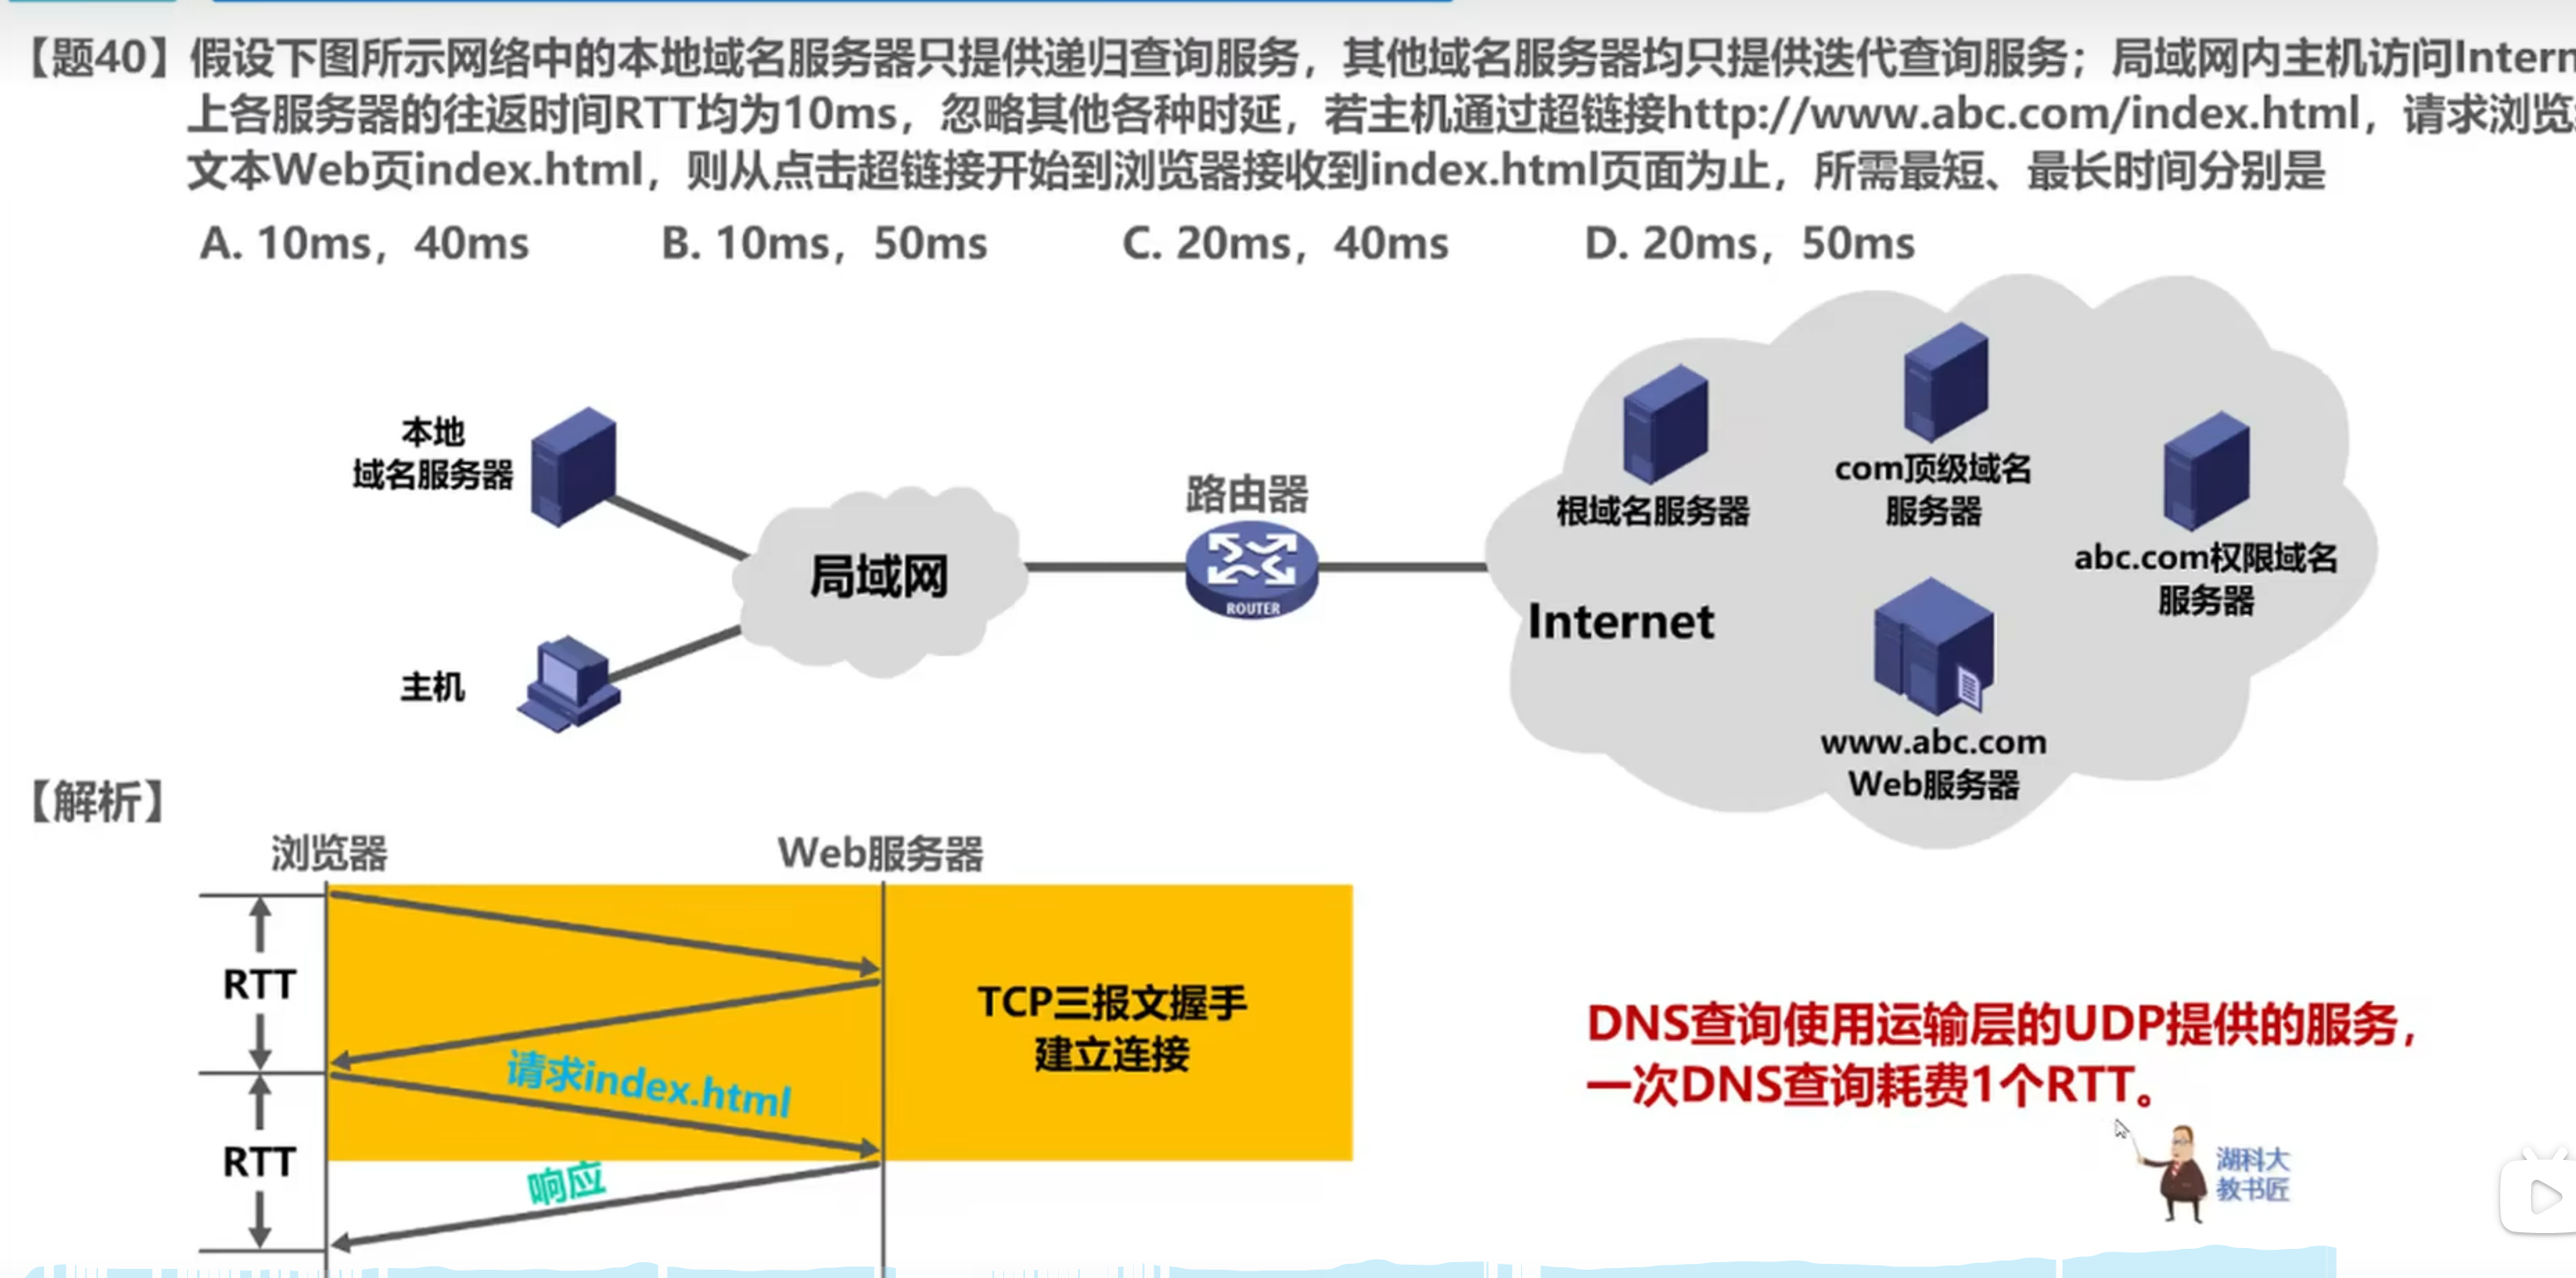 【题40】假设下图所示网络中的本地域名服务器只提供递归查询服务，其他域名服务器均只提供迭代查询服务；局域网内主机访问Intern
上各服务器的往返时间RTT均为10ms，忽略其他各种时延，若主机通过超链接http://www.abc.com/index.html，请求浏览
文本Web页index.html，则从点击超链接开始到浏览器接收到index.html页面为止，所需最短、最长时间分别是
A. 10ms，40ms B. 10ms，50ms C. 20ms，40ms D. 20ms，50ms
本地
域名服务器
主机
局域网
路由器
ROUTER
Internet
根域名服务器
com顶级域名
服务器
abc.com权限域名
服务器
www.abc.com
Web服务器
【解析】
浏览器
Web服务器
RTT
RTT
请求index.html
响应
TCP三报文握手
建立连接
DNS查询使用运输层的UDP提供的服务，
一次DNS查询耗费1个RTT。
湖科大
教书匠